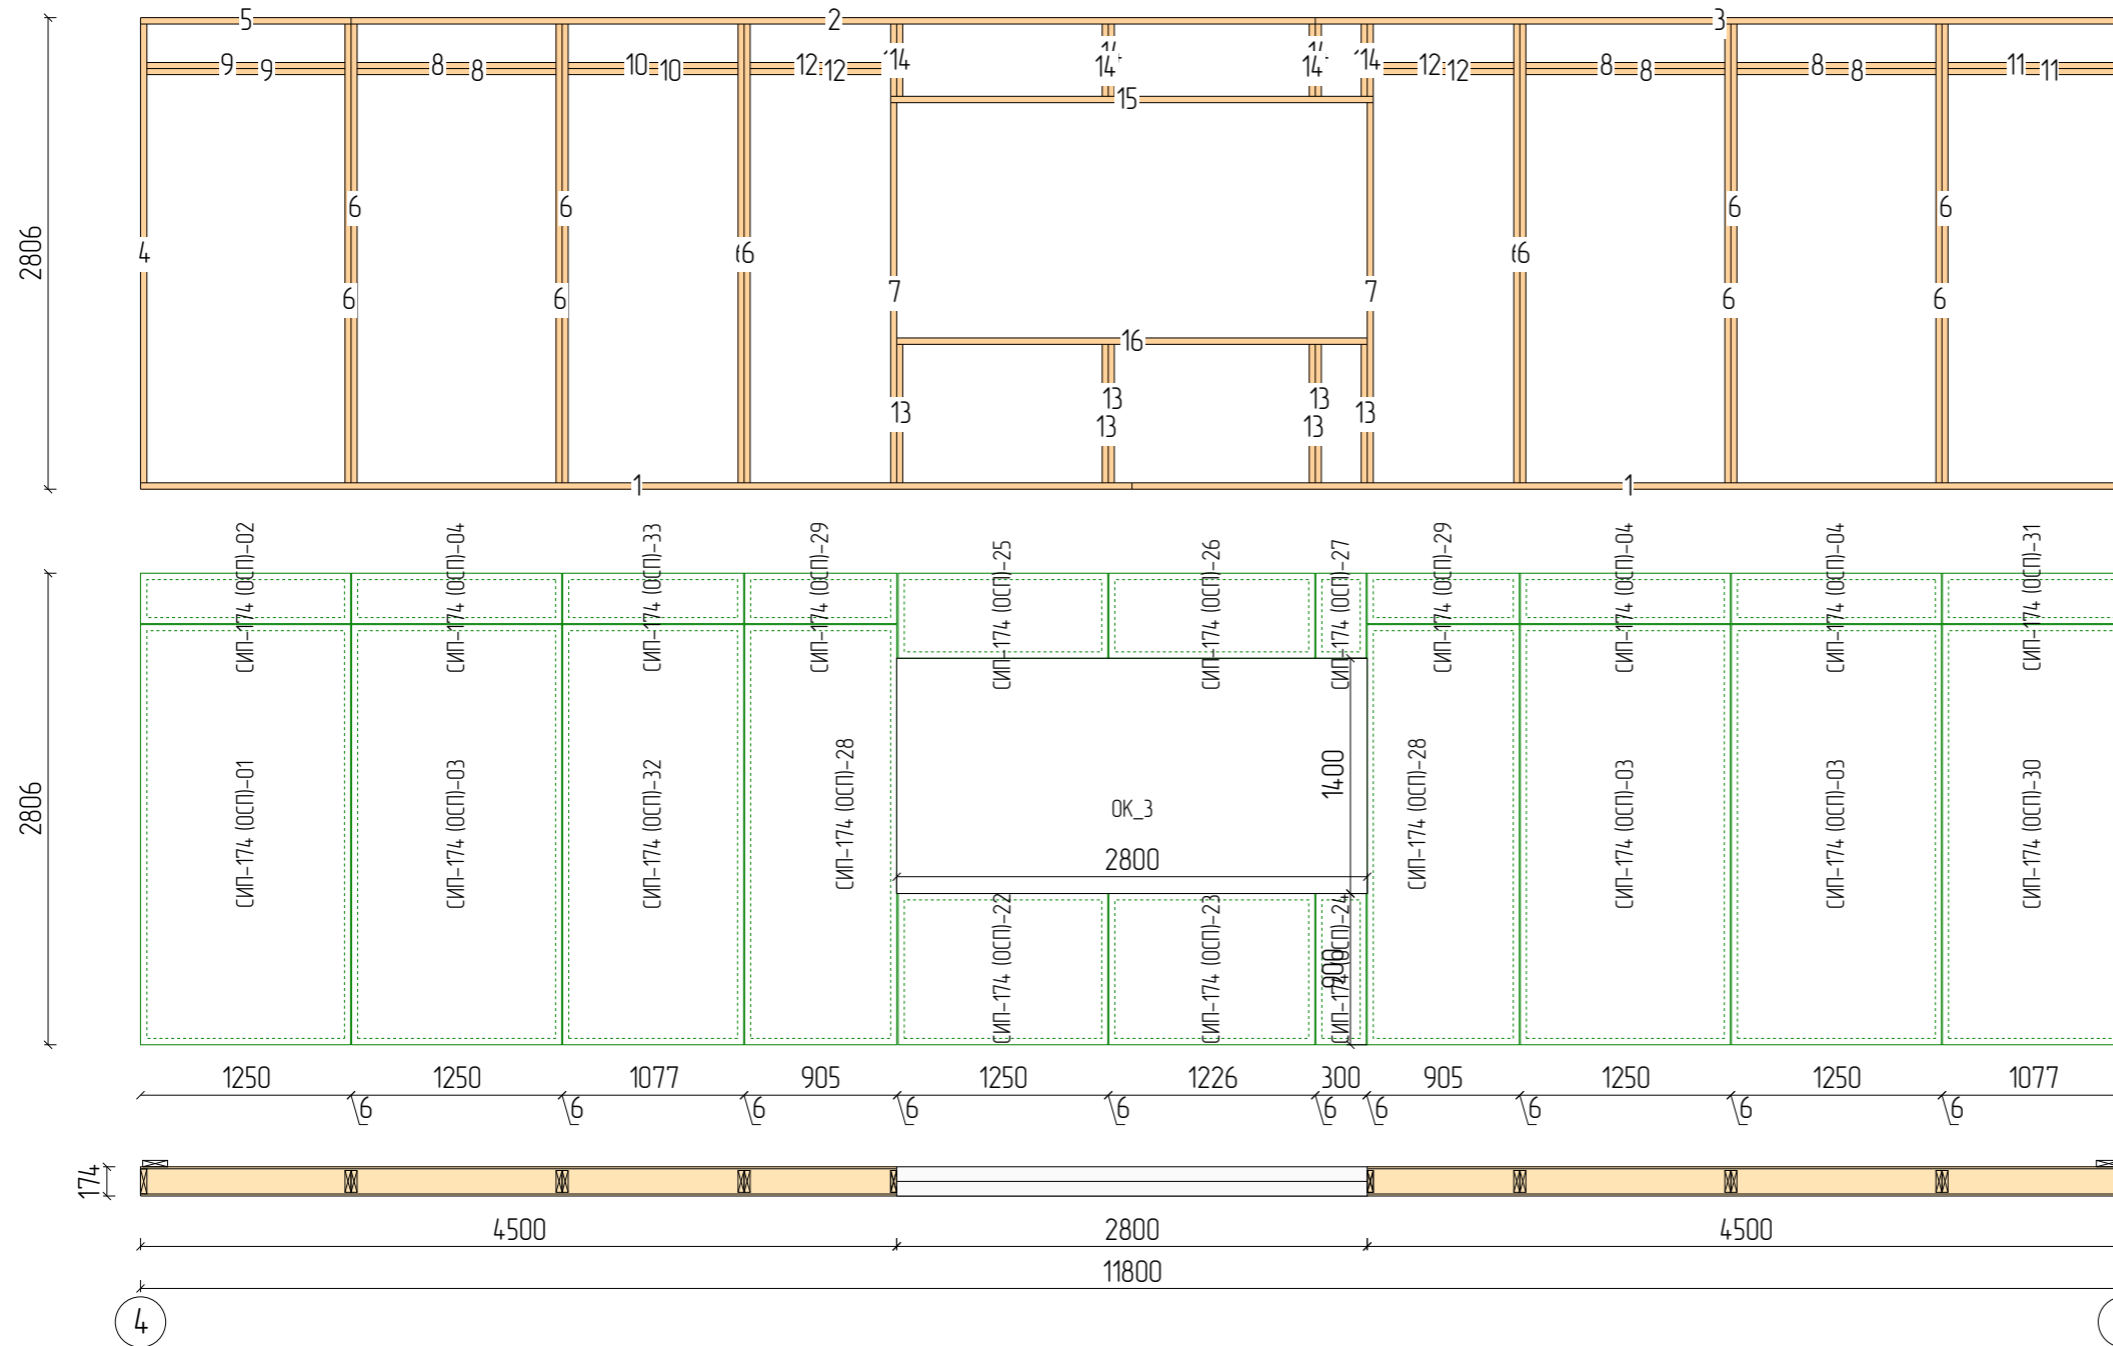 5 2 3
9 9 8 8 10 10 12 12 14 14 14 14 12 12 8 8 8 8 11 11
15
6 6 6 6
2806 4 6 6
6 6 7 7 6 6
16
13 13 13 13 13 13
1 1
СИП-174 (ОСП)-02
СИП-174 (ОСП)-04
СИП-174 (ОСП)-33
СИП-174 (ОСП)-29
СИП-174 (ОСП)-25
СИП-174 (ОСП)-26
СИП-174 (ОСП)-27
СИП-174 (ОСП)-29
СИП-174 (ОСП)-04
СИП-174 (ОСП)-04
СИП-174 (ОСП)-31
2806
СИП-174 (ОСП)-01
СИП-174 (ОСП)-03
СИП-174 (ОСП)-32
СИП-174 (ОСП)-28
ОК_3
1400
2800
СИП-174 (ОСП)-28
СИП-174 (ОСП)-03
СИП-174 (ОСП)-03
СИП-174 (ОСП)-30
СИП-174 (ОСП)-22
СИП-174 (ОСП)-23
СИП-174 (ОСП)-24
1250 1250 1077 905 1250 1226 300 905 1250 1250 1077
6 6 6 6 6 6 6 6 6 6
174
4500 2800 4500
11800
4